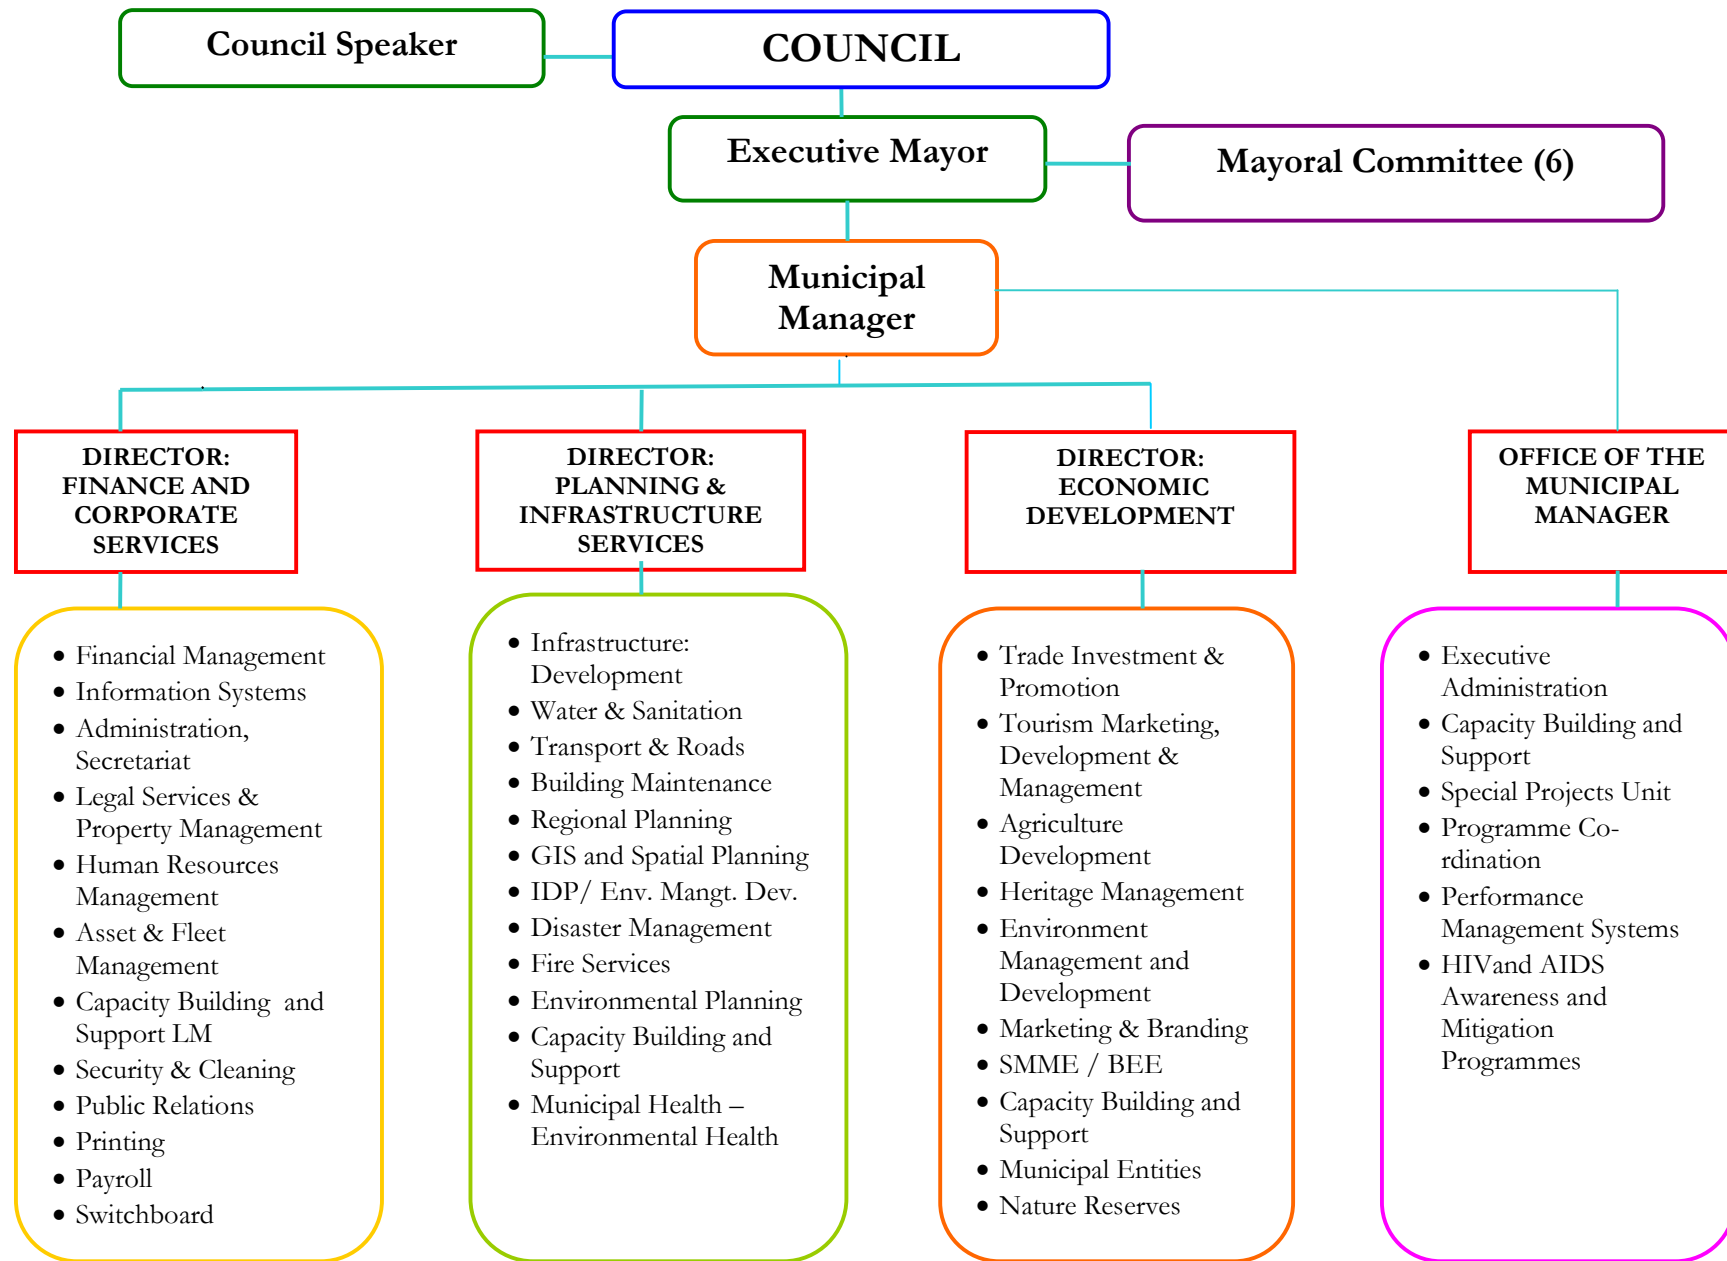 Council Speaker
COUNCIL
Executive Mayor
Mayoral Committee (6)
Municipal
Manager
DIRECTOR:
FINANCE AND
CORPORATE
SERVICES
• Financial Management
• Information Systems
• Administration,
Secretariat
• Legal Services &
Property Management
• Human Resources
Management
• Asset & Fleet
Management
• Capacity Building and
Support LM
• Security & Cleaning
• Public Relations
• Printing
• Payroll
• Switchboard
DIRECTOR:
PLANNING &
INFRASTRUCTURE
SERVICES
• Infrastructure:
Development
• Water & Sanitation
• Transport & Roads
• Building Maintenance
• Regional Planning
• GIS and Spatial Planning
• IDP/ Env. Mangt. Dev.
• Disaster Management
• Fire Services
• Environmental Planning
• Capacity Building and
Support
• Municipal Health –
Environmental Health
DIRECTOR:
ECONOMIC
DEVELOPMENT
• Trade Investment &
Promotion
• Tourism Marketing,
Development &
Management
• Agriculture
Development
• Heritage Management
• Environment
Management and
Development
• Marketing & Branding
• SMME / BEE
• Capacity Building and
Support
• Municipal Entities
• Nature Reserves
OFFICE OF THE
MUNICIPAL
MANAGER
• Executive
Administration
• Capacity Building and
Support
• Special Projects Unit
• Programme Co-
rdination
• Performance
Management Systems
• HIVand AIDS
Awareness and
Mitigation
Programmes